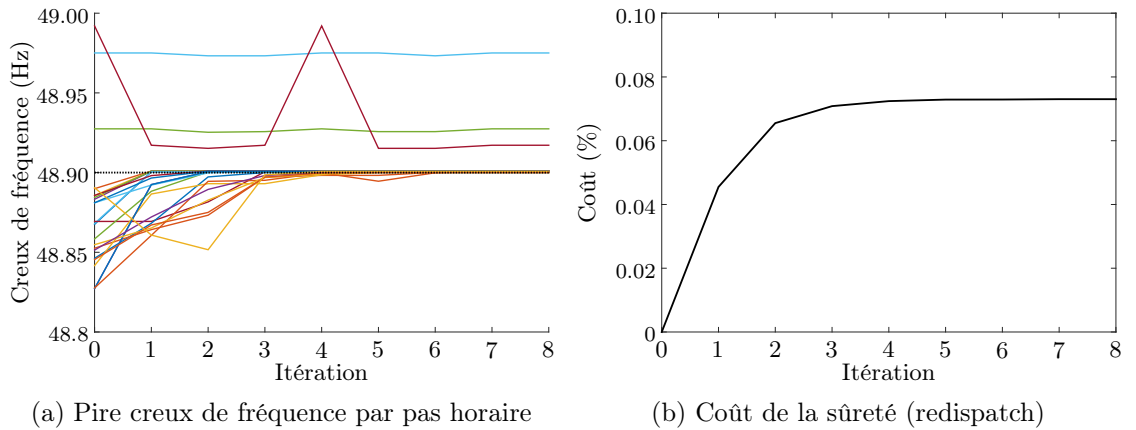 49.00
48.95
48.90
48.85
48.8
Creux de fréquence (Hz)
0 1 2 3 4 5 6 7 8
Itération
(a) Pire creux de fréquence par pas horaire
0.10
0.08
0.06
0.04
0.02
0
Coût (%)
0 1 2 3 4 5 6 7 8
Itération
(b) Coût de la sûreté (redispatch)